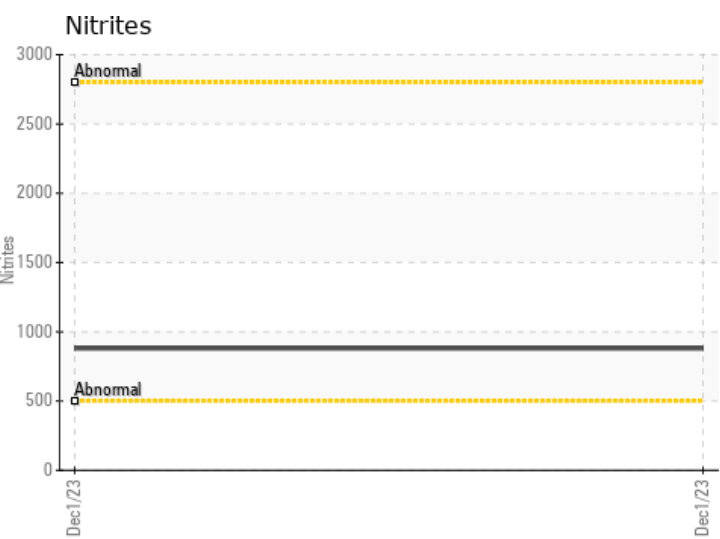 Nitrites
3000
Abnormal
2500
2000
Nitrites
1500
1000
Abnormal
500
0
Dec1/23
Dec1/23